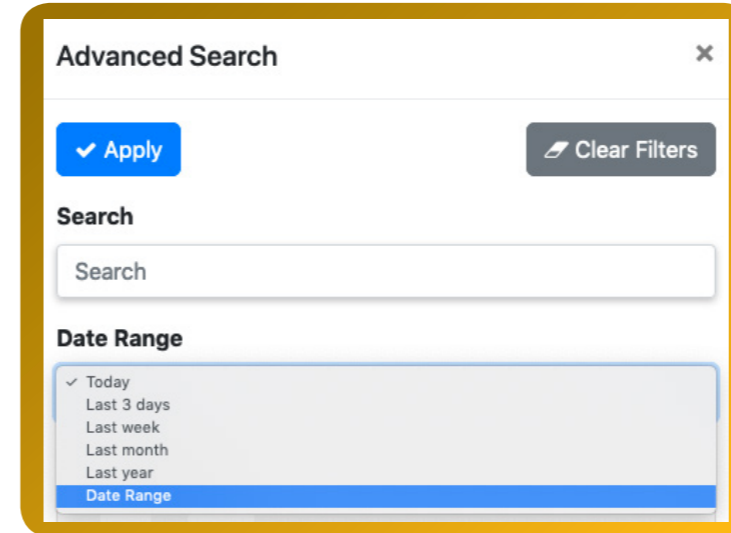 Advanced Search ×
✓ Apply Clear Filters
Search
Search
Date Range
✓ Today
Last 3 days
Last week
Last month
Last year
Date Range